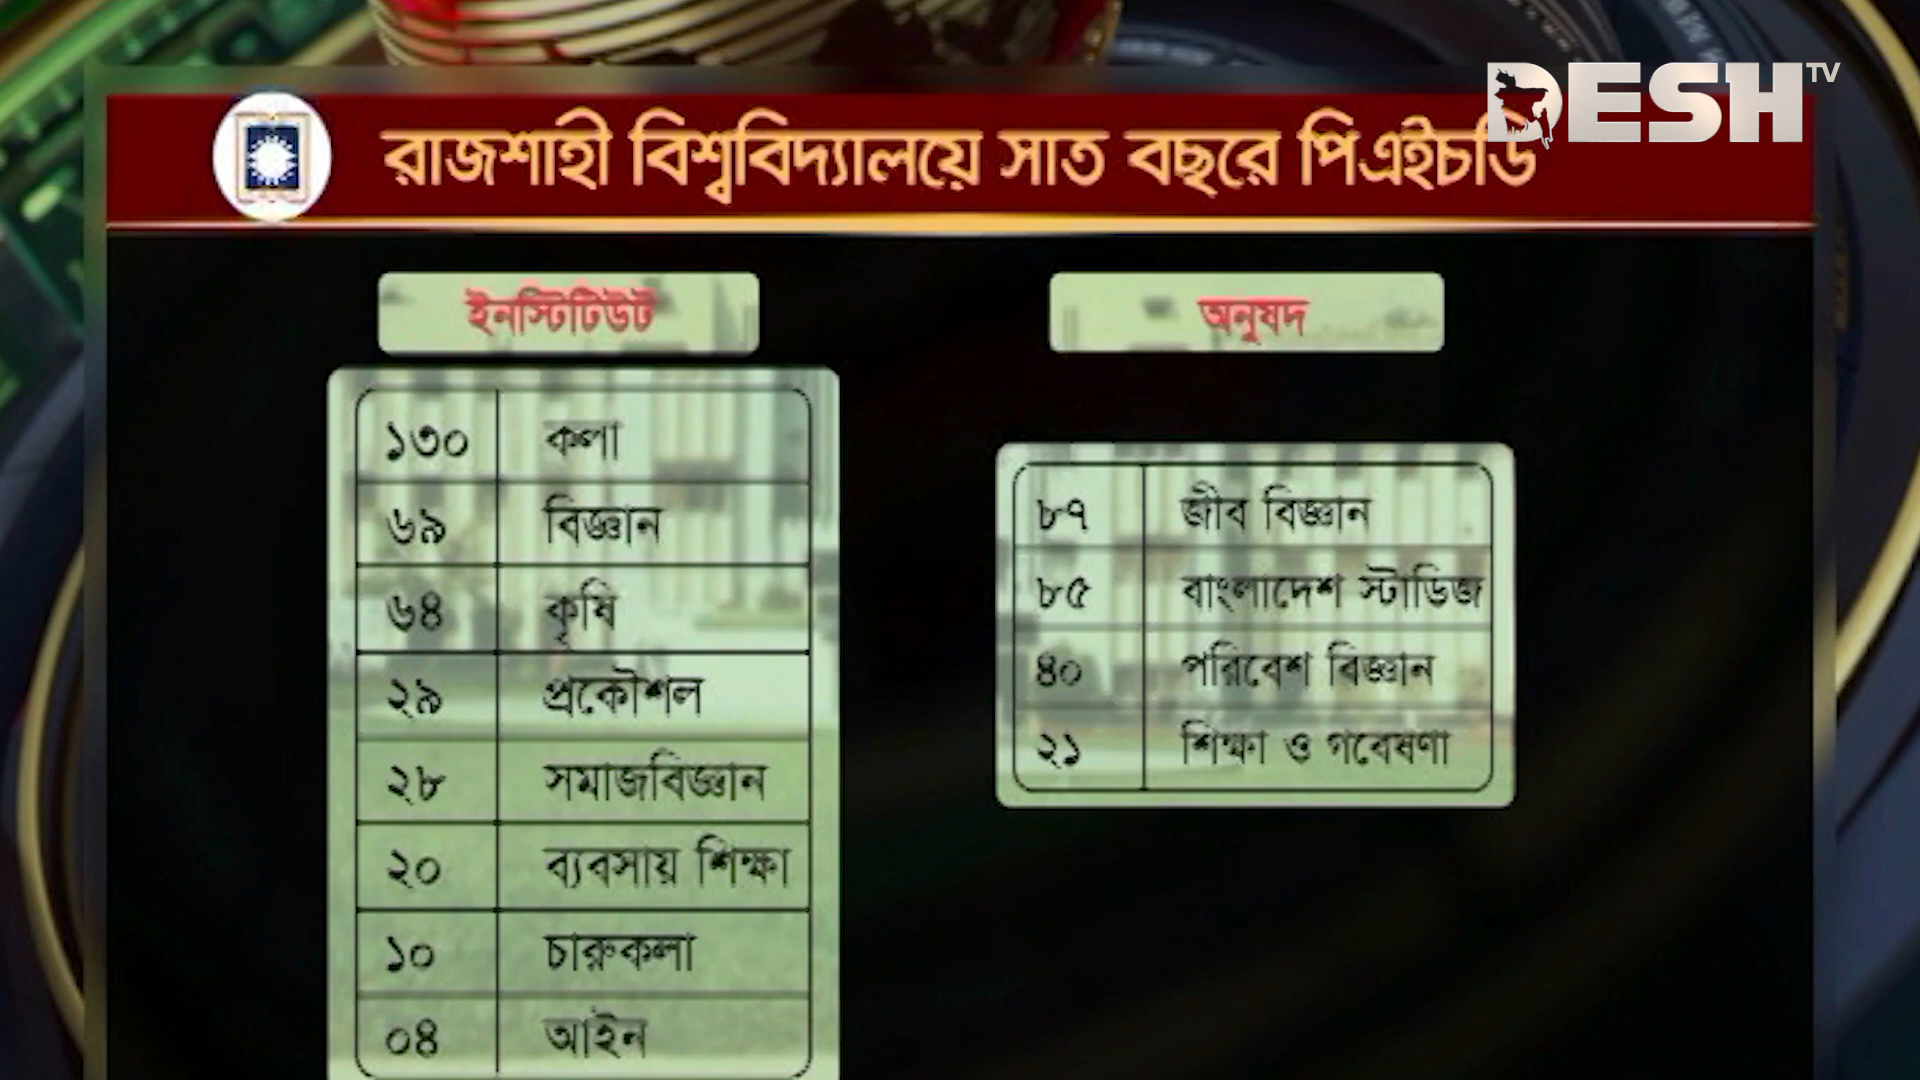 DESH TV
রাজশাহী বিশ্ববিদ্যালয়ে সাত বছরে পিএইচডি
ইনস্টিটিউট
১৩০ কলা
৬৯ বিজ্ঞান
৬৪ কৃষি
২৯ প্রকৌশল
২৮ সমাজবিজ্ঞান
২০ ব্যবসায় শিক্ষা
১০ চারুকলা
০৪ আইন
অনুষদ
৮৭ জীব বিজ্ঞান
৮৫ বাংলাদেশ স্টাডিজ
৪০ পরিবেশ বিজ্ঞান
২১ শিক্ষা ও গবেষণা